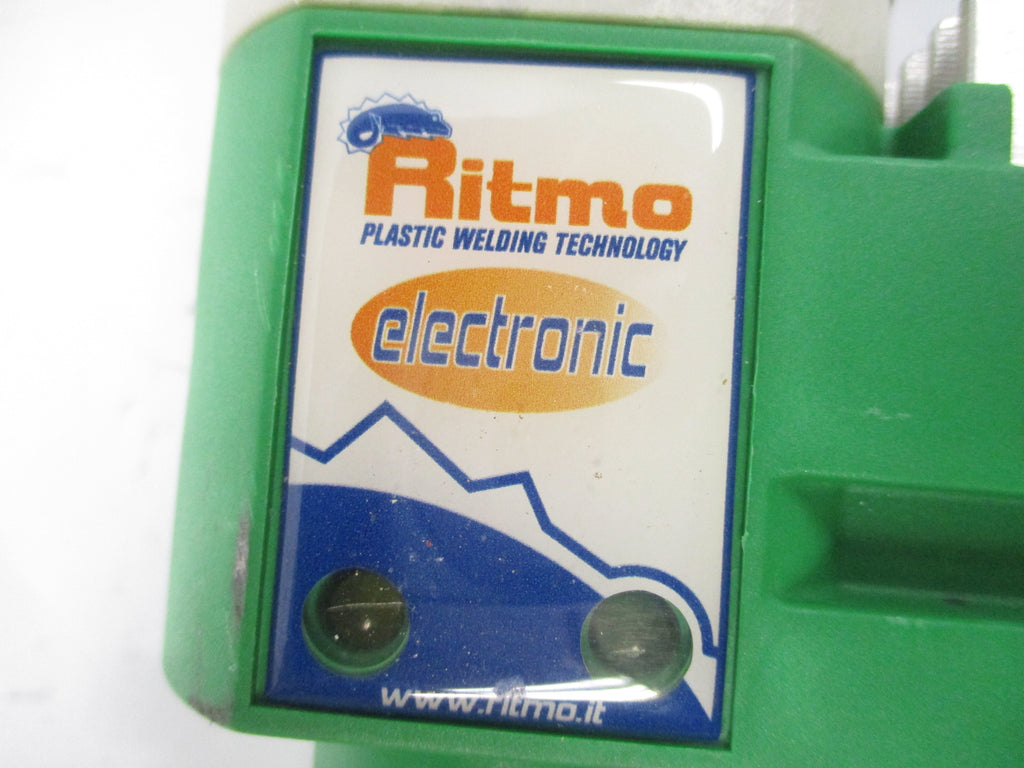 Ritmo
PLASTIC WELDING TECHNOLOGY
electronic
www.ritmo.it